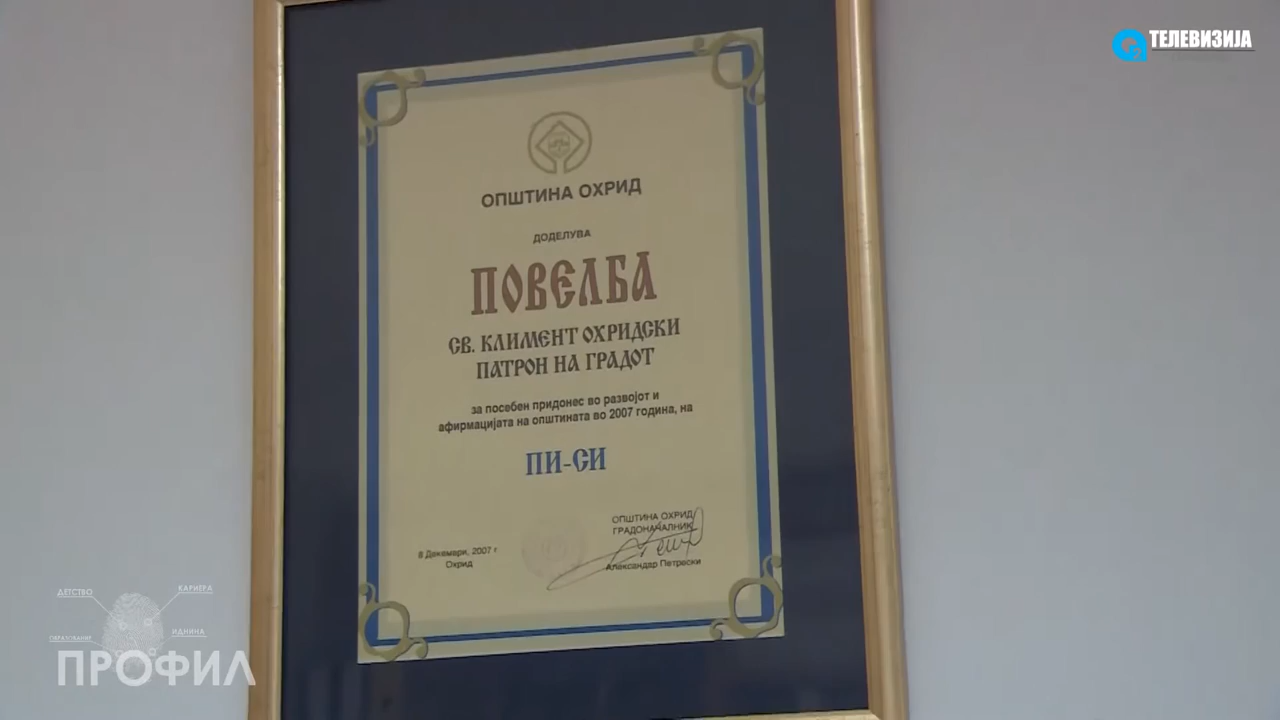 ТЕЛЕВИЗИЈА
ОПШТИНА ОХРИД
ДОДЕЛУВА
ПОВЕЛБА
СВ. КЛИМЕНТ ОХРИДСКИ
ПАТРОН НА ГРАДОТ
за посебен придонес во развојот и
афирмацијата на општината во 2007 година, на
ПИ-СИ
ОПШТИНА ОХРИД
ГРАДОНАЧАЛНИК
Александар Петрески
8 Декември, 2007 г
Охрид
ДЕТСТВО
КАРИЕРА
ОБРАЗОВАНИЕ
ИДНИНА
ПРОФИЛ